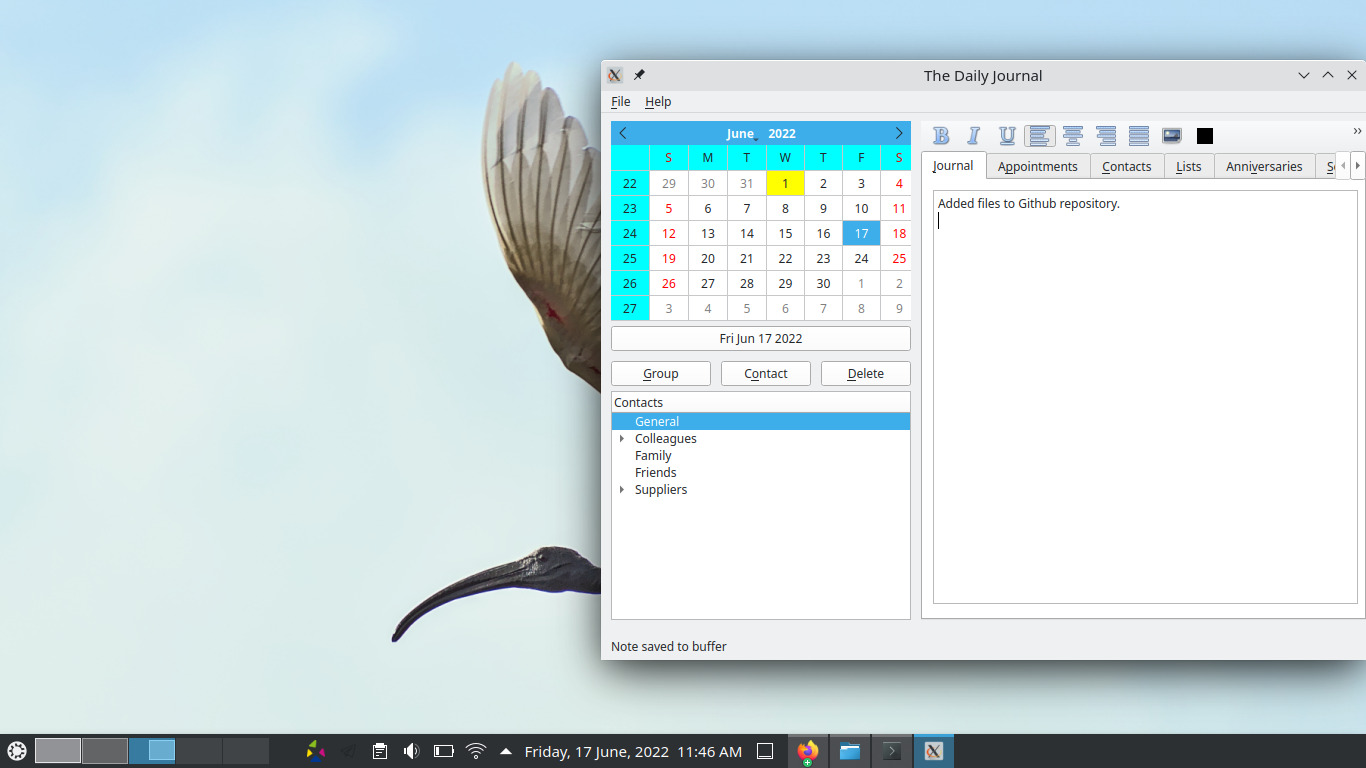 The Daily Journal
File Help
June 2022
S M T W T F S
22 29 30 31 1 2 3 4
23 5 6 7 8 9 10 11
24 12 13 14 15 16 17 18
25 19 20 21 22 23 24 25
26 26 27 28 29 30 1 2
27 3 4 5 6 7 8 9
Fri Jun 17 2022
Group Contact Delete
Contacts
General
Colleagues
Family
Friends
Suppliers
Note saved to buffer
B I U
Journal Appointments Contacts Lists Anniversaries
Added files to Github repository.
Friday, 17 June, 2022 11:46 AM